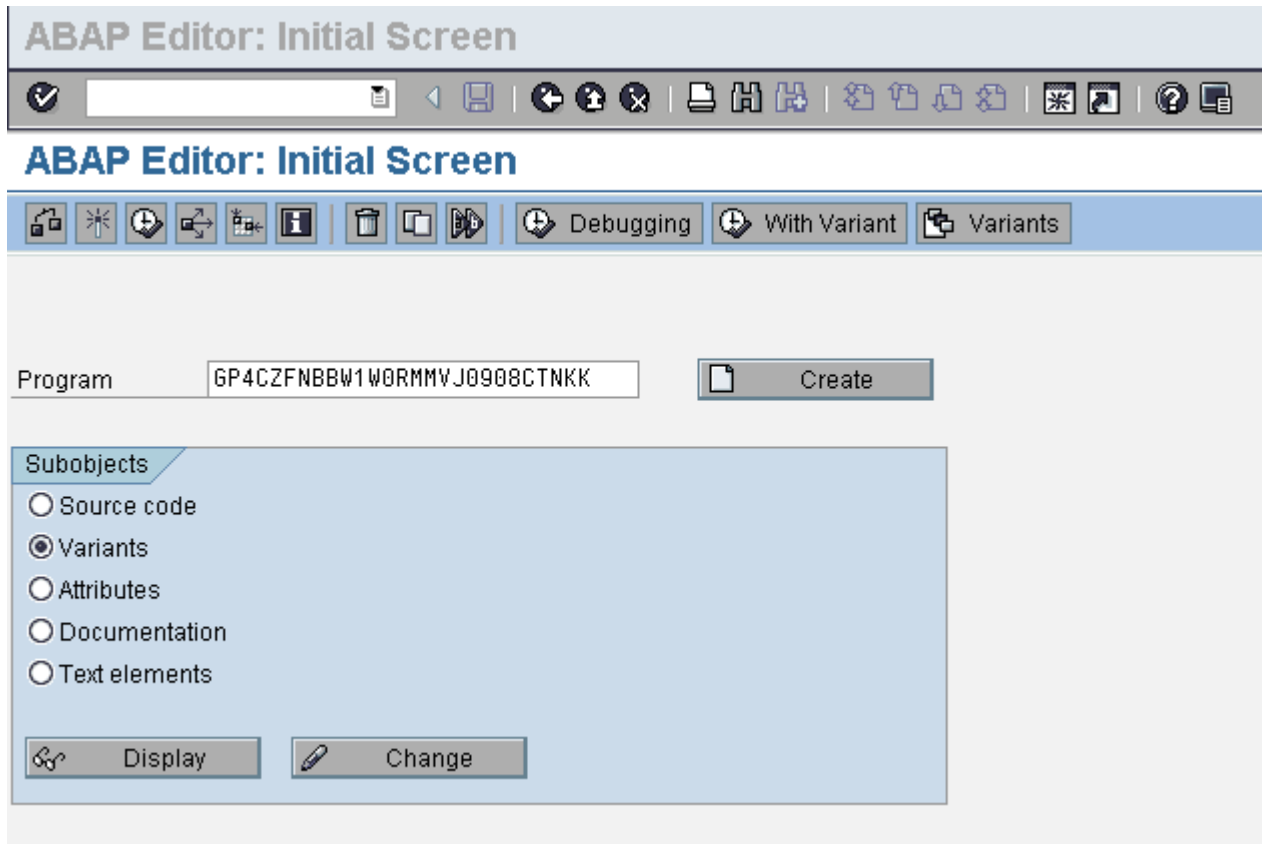 ABAP Editor: Initial Screen
ABAP Editor: Initial Screen
Debugging With Variant Variants
Program GP4CZFNBBW1W0RMMVJ0908CTNKK Create
Subobjects
Source code
Variants
Attributes
Documentation
Text elements
Display Change